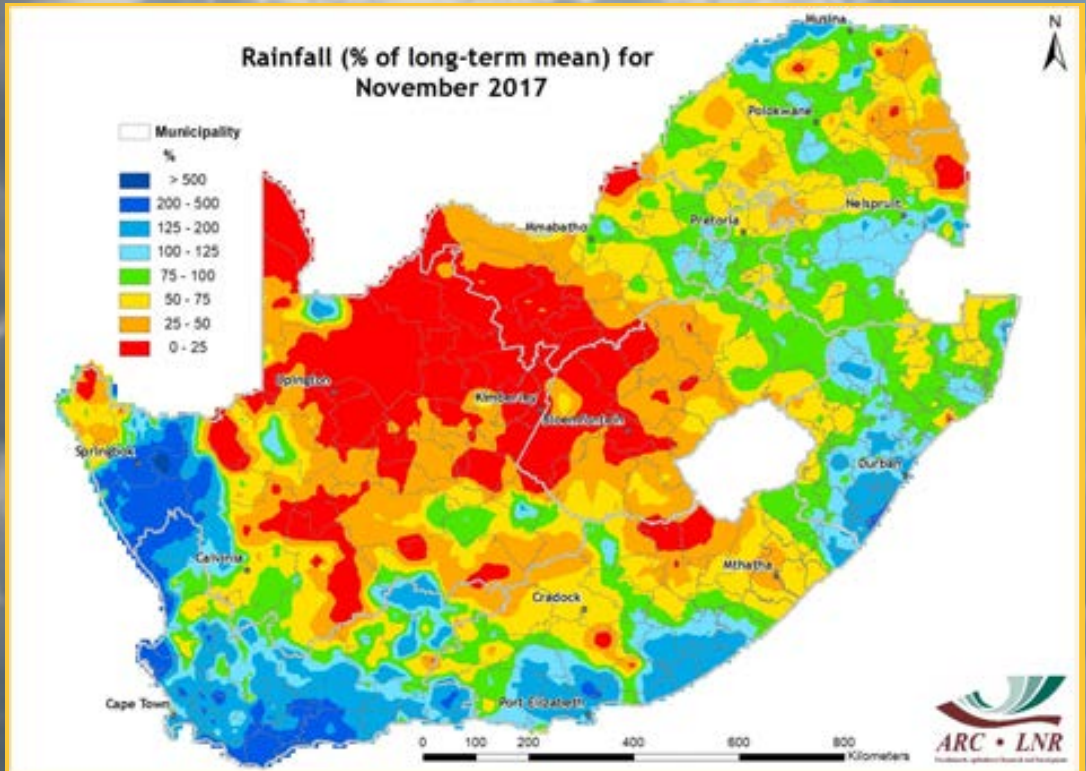 Rainfall (% of long-term mean) for
November 2017
N
Municipality
%
> 500
200 - 500
125 - 200
100 - 125
75 - 100
50 - 75
25 - 50
0 - 25
Musina
Polokwane
Nelspruit
Pretoria
Mmabatho
Upington
Kimberley
Bloemfontein
Springbok
Durban
Calvinia
Mthatha
Cradock
Cape Town
Port Elizabeth
0 100 200 400 600 800
Kilometers
ARC • LNR